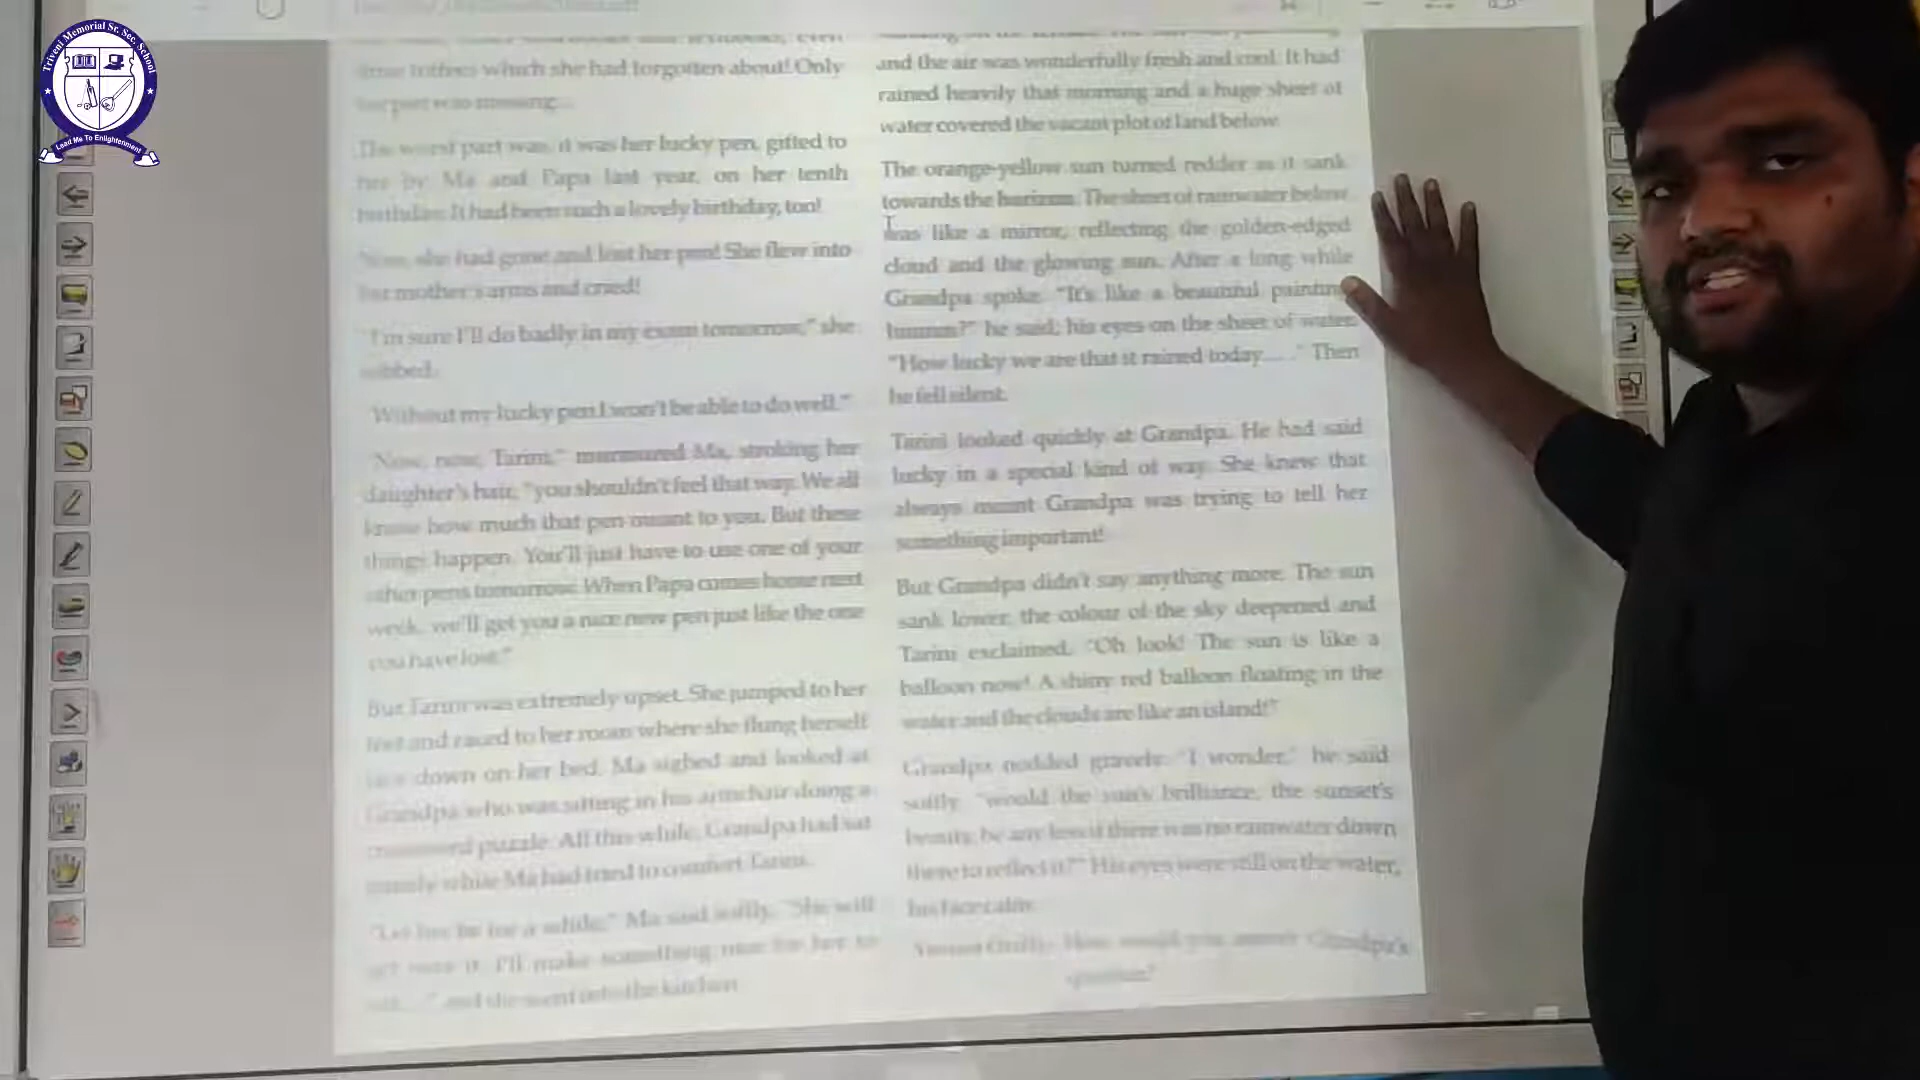 Triveni Memorial Sr. Sec. School
Lead Me To Enlightenment
some toffees which she had forgotten about! Only
her pen was missing...
The worst part was, it was her lucky pen, gifted to
her by Ma and Papa last year, on her tenth
birthday. It had been such a lovely birthday, too!
Now, she had gone and lost her pen! She flew into
her mother's arms and cried!
"I'm sure I'll do badly in my exam tomorrow," she
sobbed.
"Without my lucky pen I won't be able to do well."
"Now, now, Tarini," murmured Ma, stroking her
daughter's hair, "you shouldn't feel that way. We all
know how much that pen meant to you. But these
things happen. You'll just have to use one of your
other pens tomorrow. When Papa comes home next
week, we'll get you a nice new pen just like the one
you have lost."
But Tarini was extremely upset. She jumped to her
feet and raced to her room where she flung herself
face down on her bed. Ma sighed and looked at
Grandpa who was sitting in his armchair doing a
crossword puzzle. All this while, Grandpa had sat
quietly while Ma had tried to comfort Tarini.
"Let her be for a while," Ma said softly. "She will
get over it. I'll make something nice for her to
eat...." and she went into the kitchen.
and the air was wonderfully fresh and cool. It had
rained heavily that morning and a huge sheet of
water covered the vacant plot of land below.
The orange-yellow sun turned redder as it sank
towards the horizon. The sheet of rainwater below
was like a mirror, reflecting the golden-edged
cloud and the glowing sun. After a long while
Grandpa spoke. "It's like a beautiful painting,
hmmm?" he said; his eyes on the sheet of water.
"How lucky we are that it rained today......" Then
he fell silent.
Tarini looked quickly at Grandpa. He had said
lucky in a special kind of way. She knew that
always meant Grandpa was trying to tell her
something important!
But Grandpa didn't say anything more. The sun
sank lower, the colour of the sky deepened and
Tarini exclaimed, "Oh look! The sun is like a
balloon now! A shiny red balloon floating in the
water and the clouds are like an island!"
Grandpa nodded gravely. "I wonder," he said
softly, "would the sun's brilliance, the sunset's
beauty, be any less if there was no rainwater down
there to reflect it?" His eyes were still on the water,
his face calm.
How would you answer Grandpa's
question?